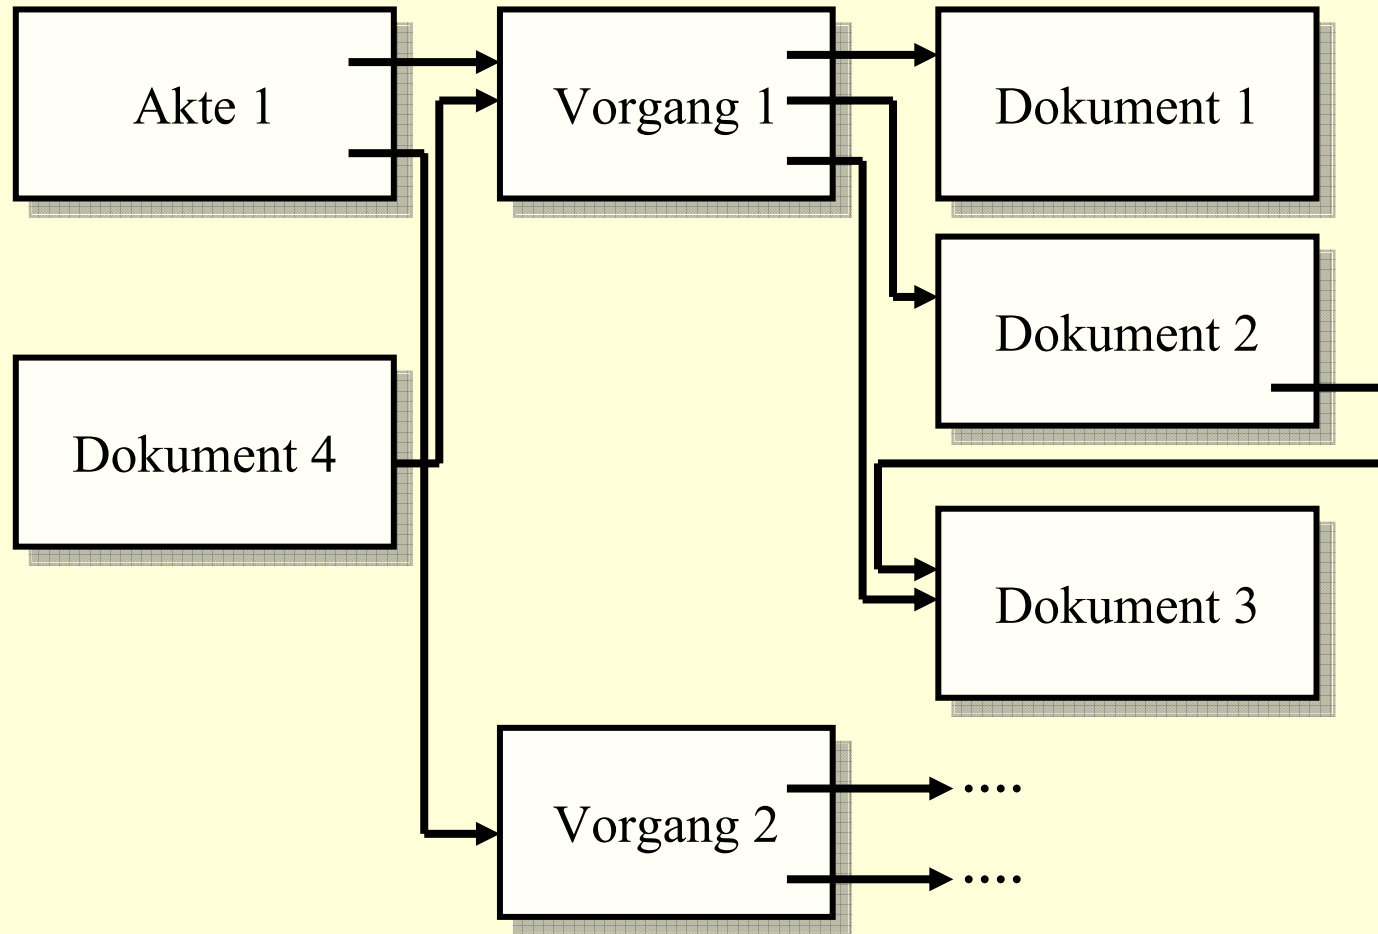 Akte 1
Vorgang 1
Dokument 1
Dokument 2
Dokument 4
Dokument 3
Vorgang 2
....
....